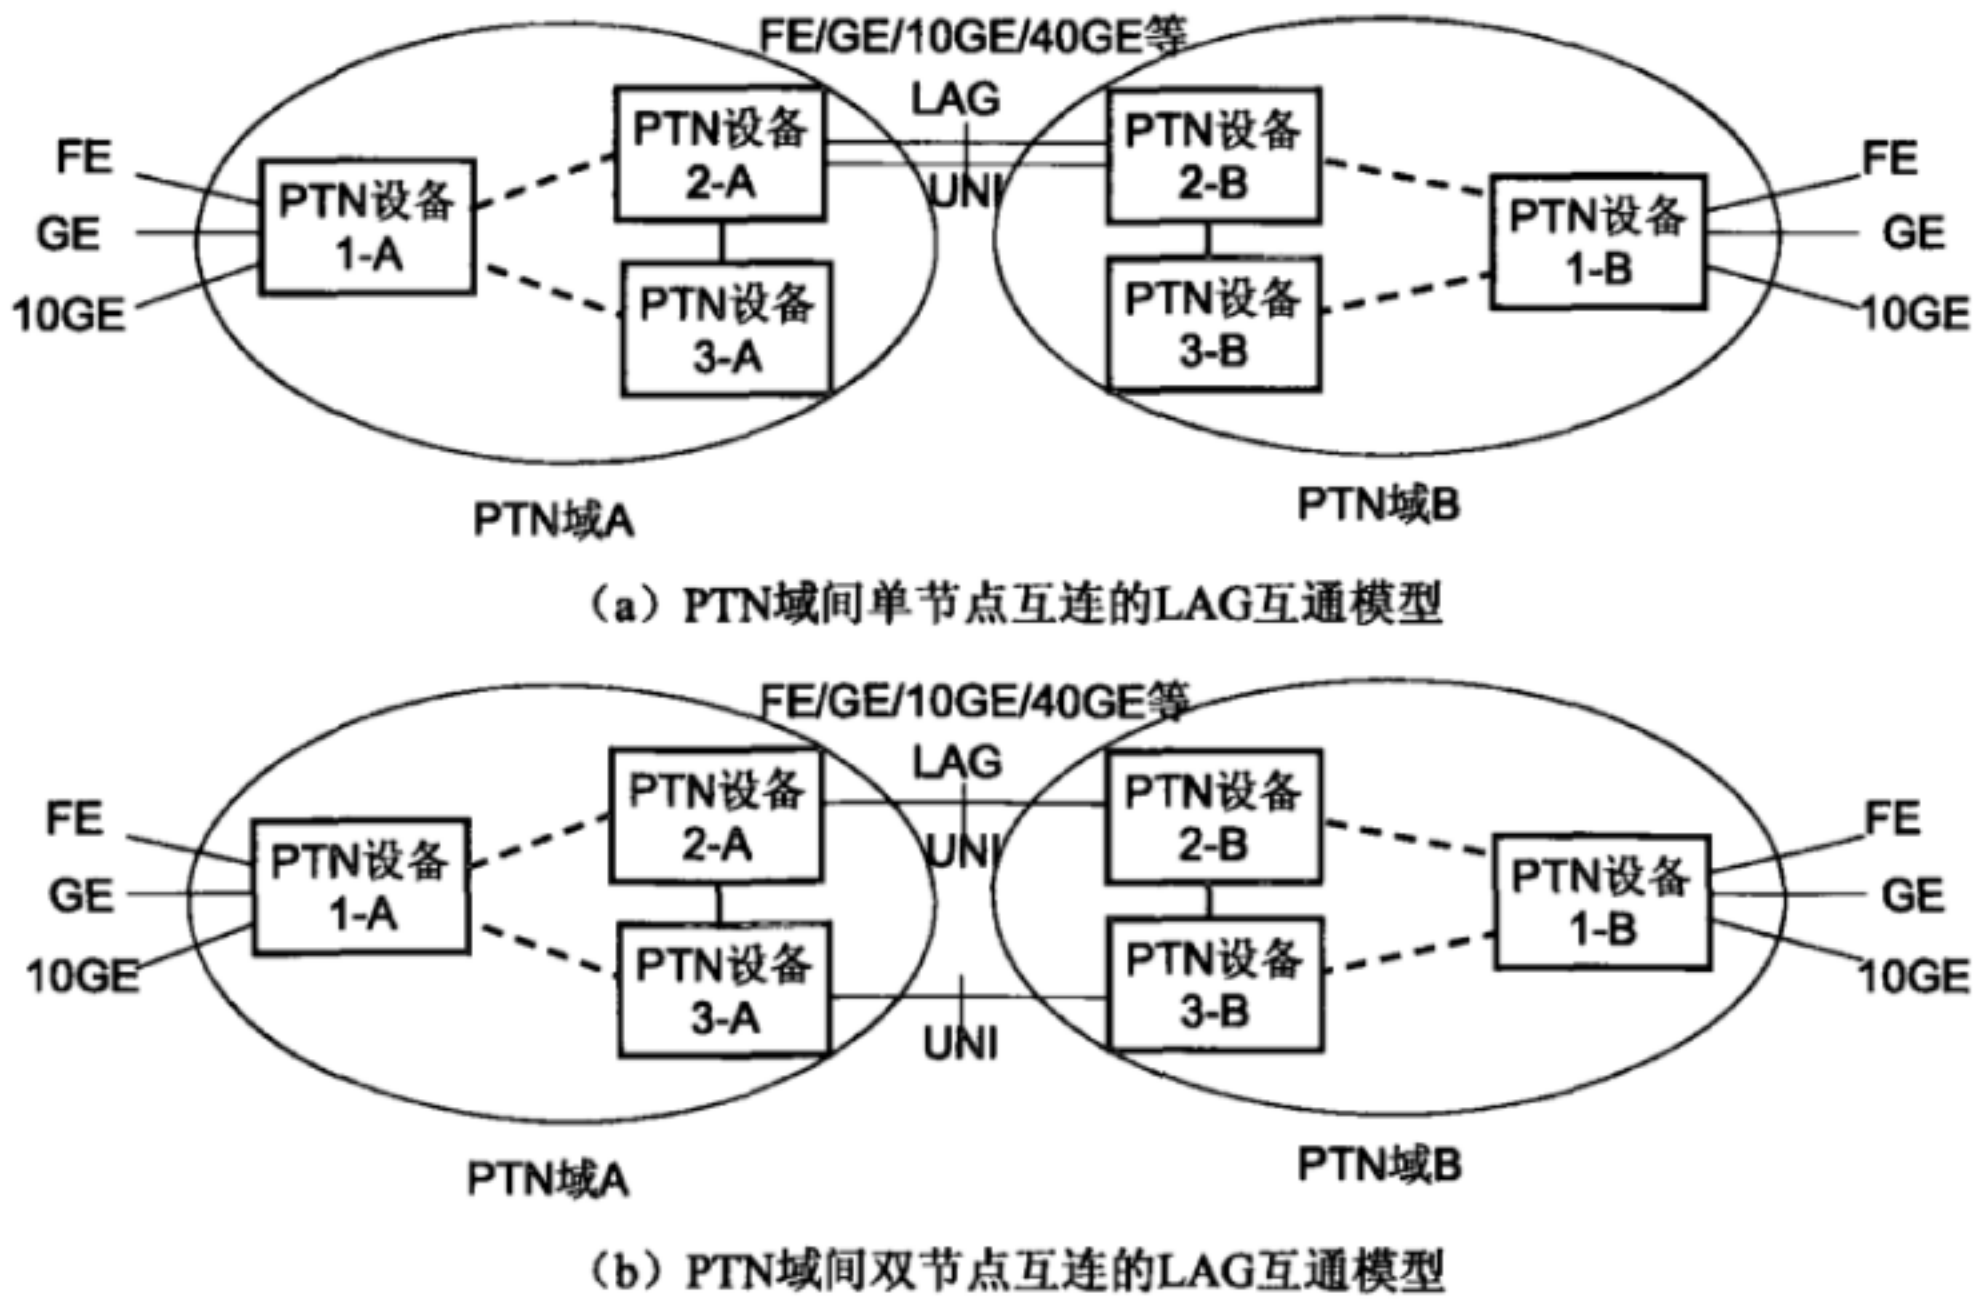 FE/GE/10GE/40GE等
LAG
UNI
FE
GE
10GE
PTN设备
1-A
PTN设备
2-A
PTN设备
3-A
PTN设备
2-B
PTN设备
3-B
PTN设备
1-B
FE
GE
10GE
PTN域A
PTN域B
（a）PTN域间单节点互连的LAG互通模型
FE/GE/10GE/40GE等
LAG
UNI
UNI
FE
GE
10GE
PTN设备
1-A
PTN设备
2-A
PTN设备
3-A
PTN设备
2-B
PTN设备
3-B
PTN设备
1-B
FE
GE
10GE
PTN域A
PTN域B
（b）PTN域间双节点互连的LAG互通模型